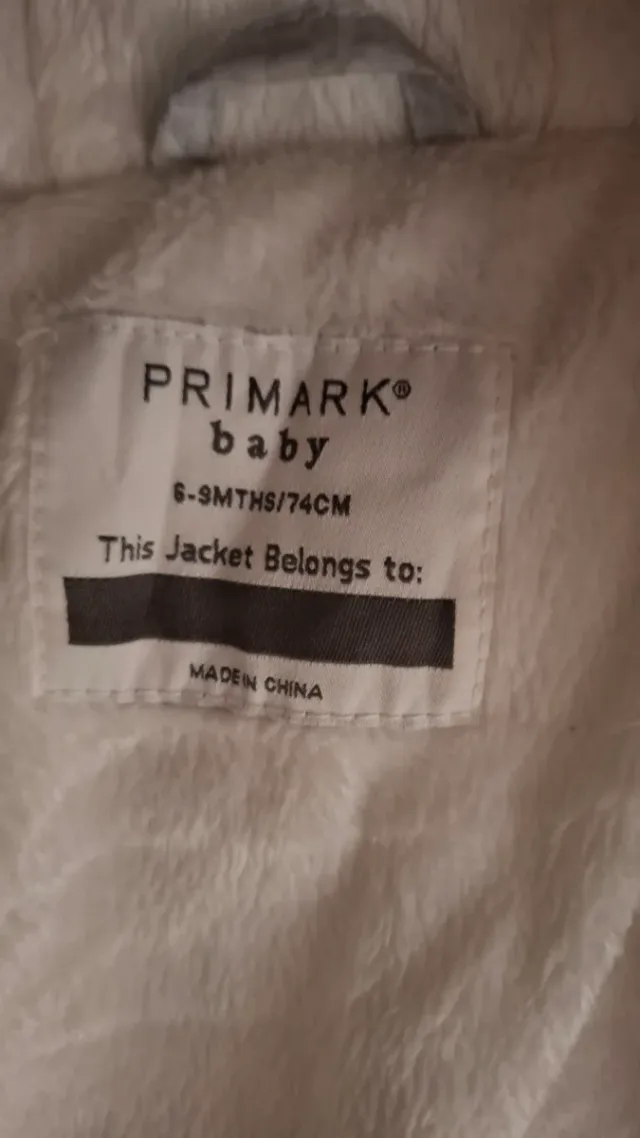 PRIMARK®
baby
6-9MTHS/74CM
This Jacket Belongs to:
MADE IN CHINA